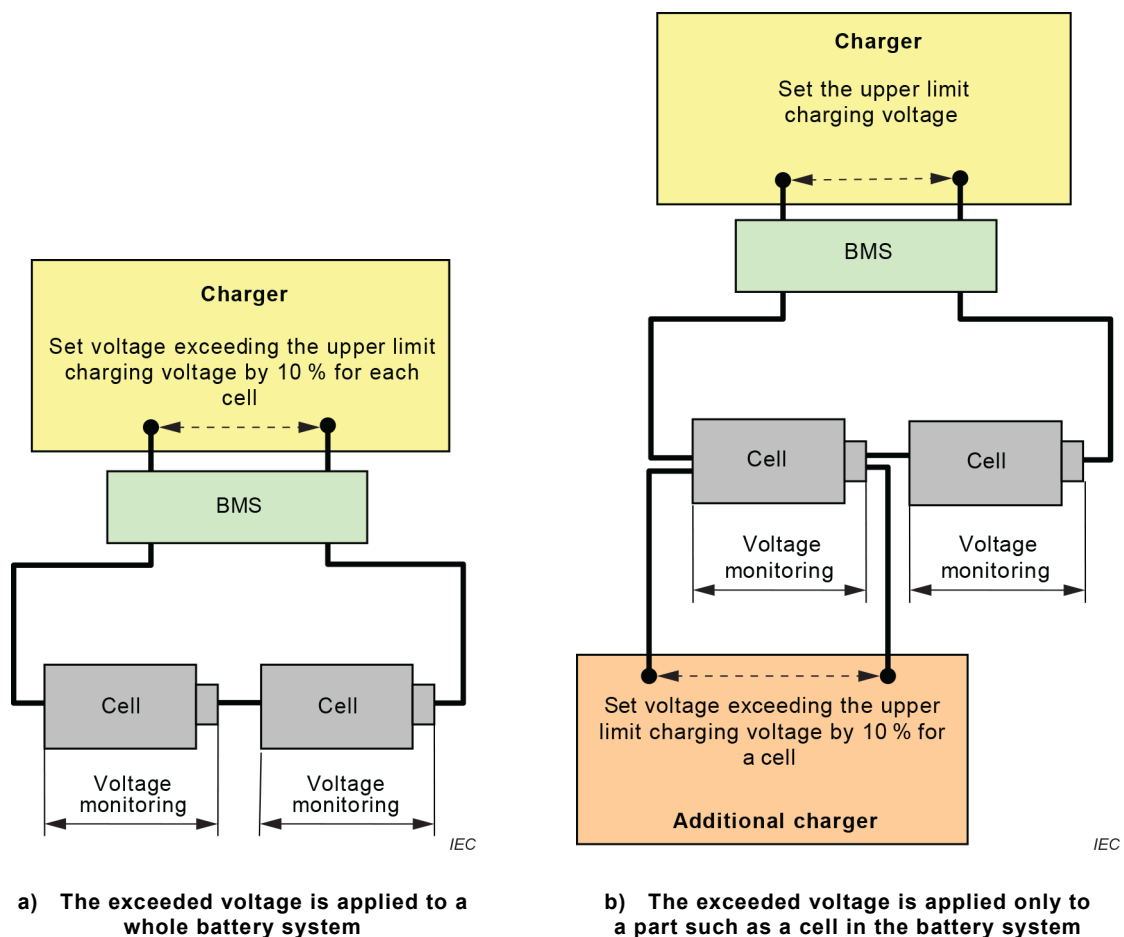 Charger
Set voltage exceeding the upper limit
charging voltage by 10 % for each
cell
BMS
Cell
Cell
Voltage
monitoring
Voltage
monitoring
IEC
a) The exceeded voltage is applied to a
whole battery system
Charger
Set the upper limit
charging voltage
BMS
Cell
Cell
Voltage
monitoring
Voltage
monitoring
Set voltage exceeding the upper
limit charging voltage by 10 % for
a cell
Additional charger
IEC
b) The exceeded voltage is applied only to
a part such as a cell in the battery system